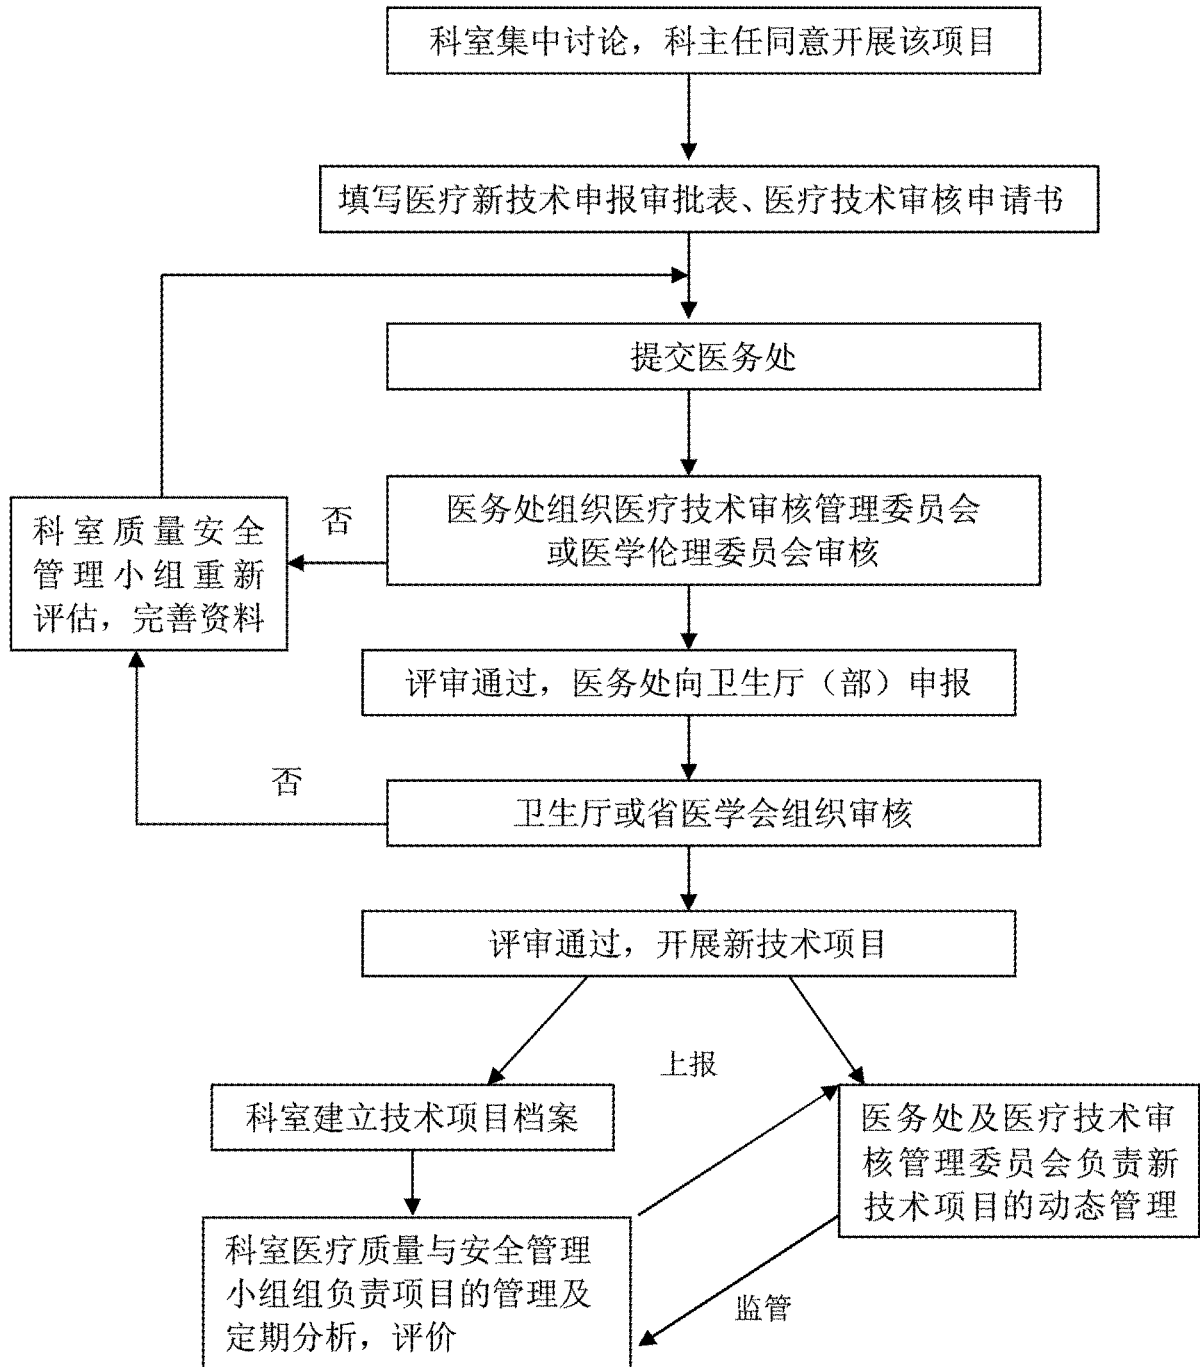 科室集中讨论，科主任同意开展该项目
填写医疗新技术申报审批表、医疗技术审核申请书
提交医务处
医务处组织医疗技术审核管理委员会
或医学伦理委员会审核
否
科室质量安全
管理小组重新
评估，完善资料
评审通过，医务处向卫生厅（部）申报
否
卫生厅或省医学会组织审核
评审通过，开展新技术项目
上报
科室建立技术项目档案
医务处及医疗技术审
核管理委员会负责新
技术项目的动态管理
科室医疗质量与安全管理
小组组负责项目的管理及
定期分析，评价
监管